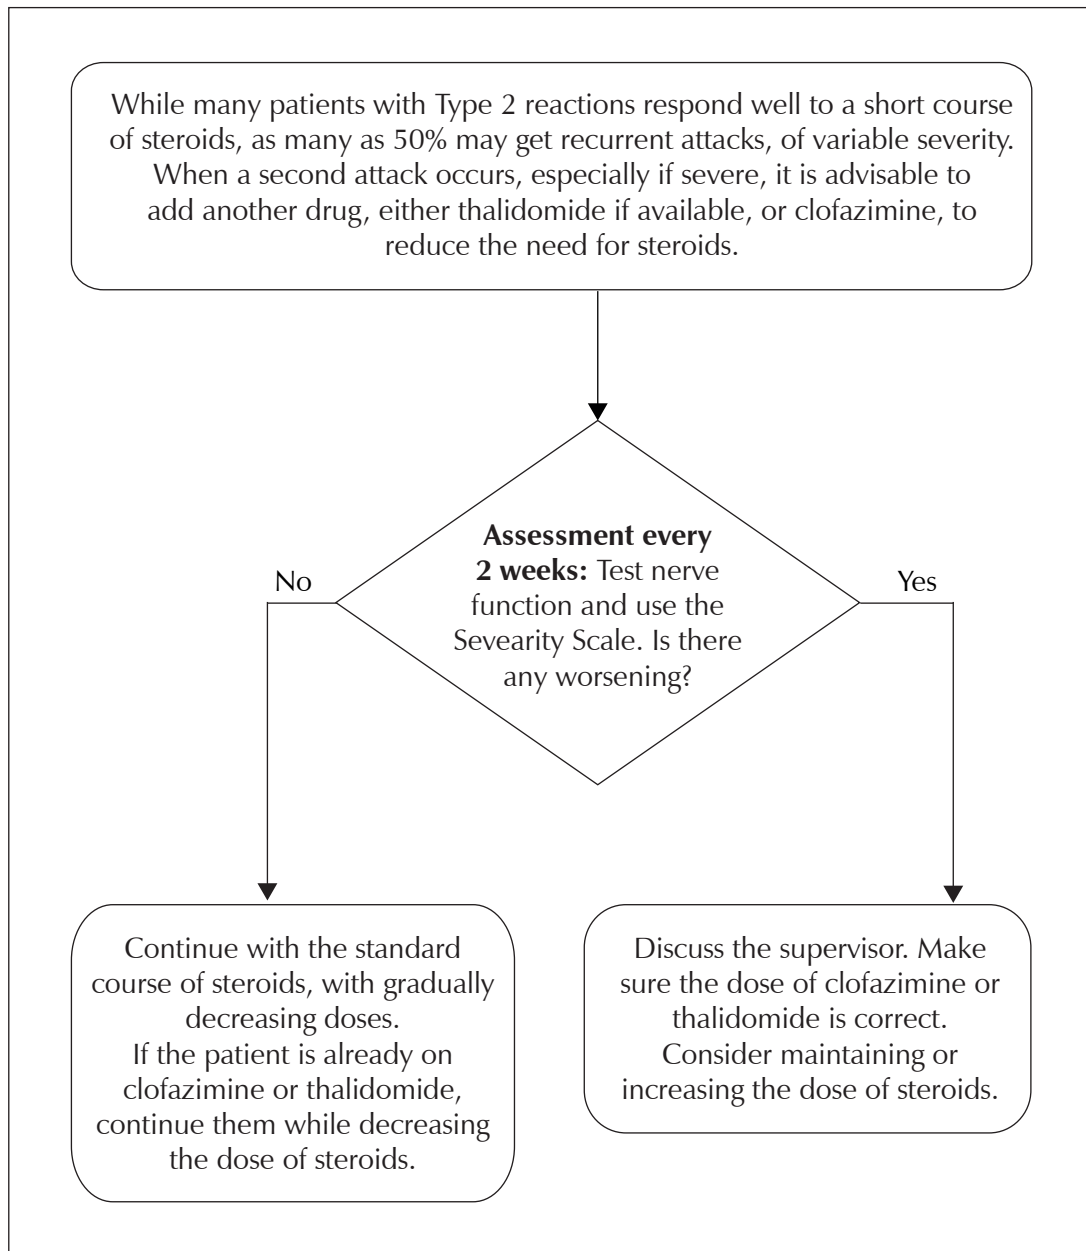 While many patients with Type 2 reactions respond well to a short course
of steroids, as many as 50% may get recurrent attacks, of variable severity.
When a second attack occurs, especially if severe, it is advisable to
add another drug, either thalidomide if available, or clofazimine, to
reduce the need for steroids.
Assessment every
2 weeks: Test nerve
function and use the
Sevearity Scale. Is there
any worsening?
No
Yes
Continue with the standard
course of steroids, with gradually
decreasing doses.
If the patient is already on
clofazimine or thalidomide,
continue them while decreasing
the dose of steroids.
Discuss the supervisor. Make
sure the dose of clofazimine or
thalidomide is correct.
Consider maintaining or
increasing the dose of steroids.